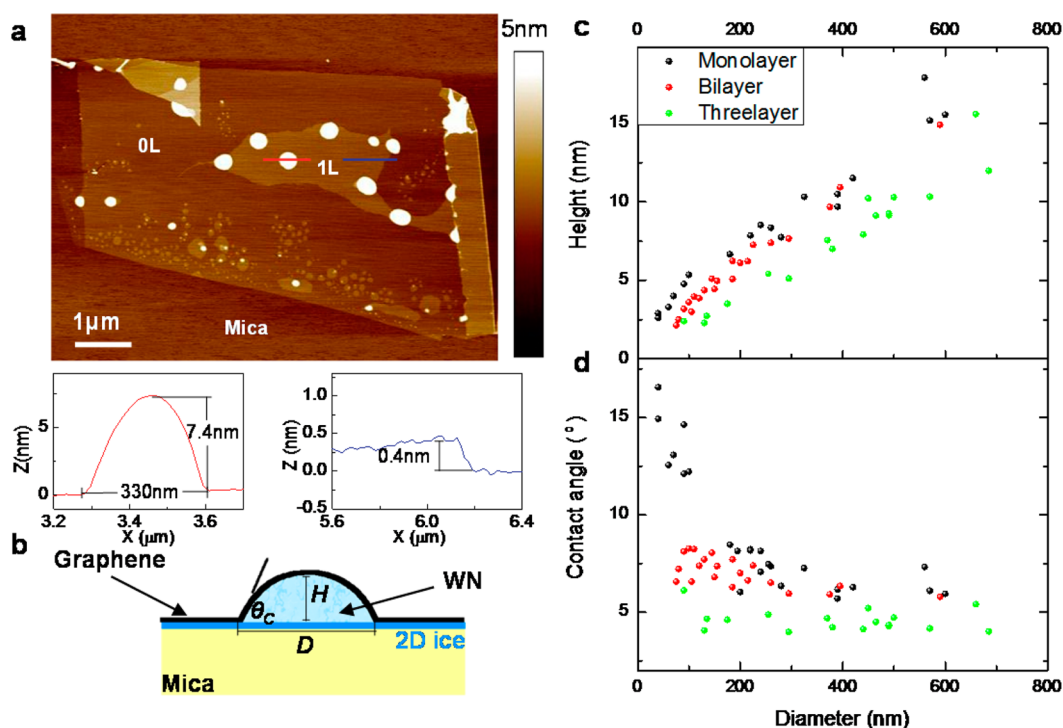 a
5nm
0L
1L
1μm
Mica
Z(nm)
5
0
7.4nm
330nm
3.2 3.4 3.6
X (μm)
Z (nm)
1.0
0.5
0.0
-0.5
0.4nm
5.6 6.0 6.4
X (μm)
b
Graphene
WN
H
θC
D
2D ice
Mica
0 200 400 600 800
c
Monolayer
Bilayer
Threelayer
Height (nm)
15
10
5
0
d
Contact angle (°)
15
10
5
0 200 400 600 800
Diameter (nm)